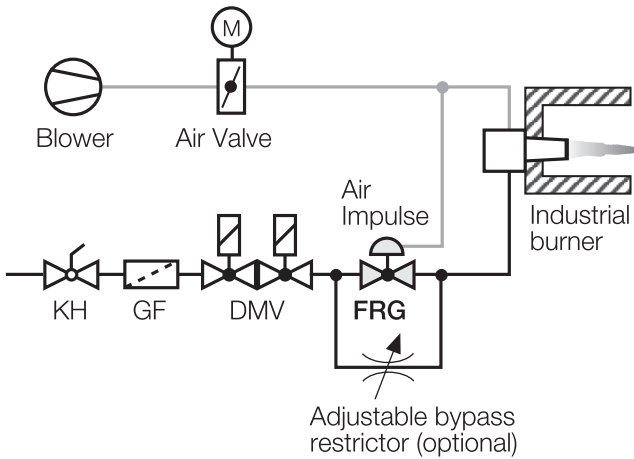 M
Blower
Air Valve
Air
Impulse
Industrial
burner
KH
GF
DMV
FRG
Adjustable bypass
restrictor (optional)